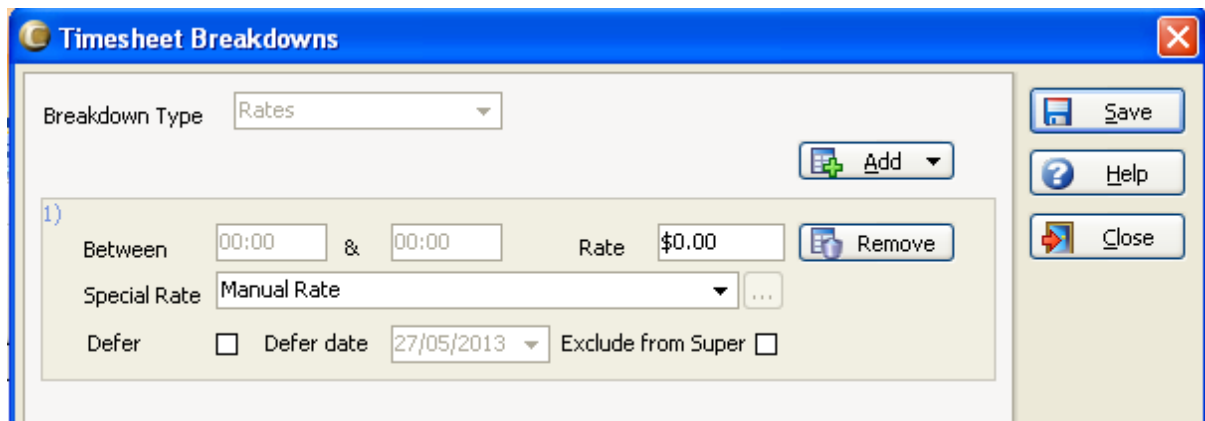 Timesheet Breakdowns
Breakdown Type Rates
Save
Add
Help
1)
Between 00:00 & 00:00 Rate $0.00 Remove
Close
Special Rate Manual Rate ...
Defer Defer date 27/05/2013 Exclude from Super